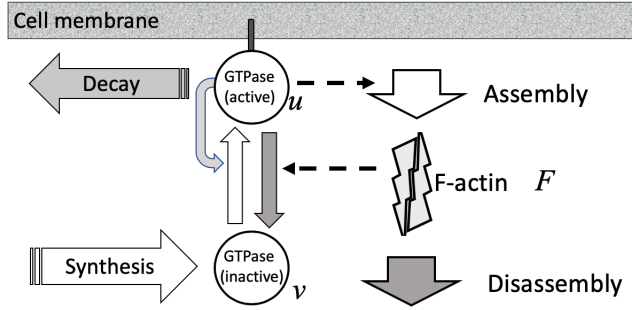 Cell membrane
Decay
GTPase
(active)
u
Assembly
F-actin F
Synthesis
GTPase
(inactive)
v
Disassembly